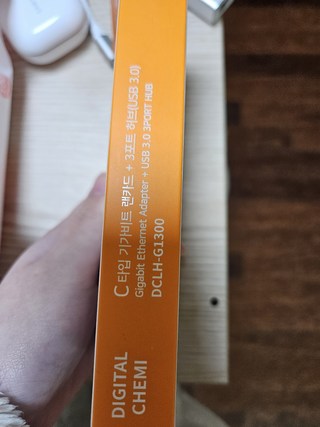 C 타입 기가비트 랜카드 + 3포트 허브(USB 3.0)
Gigabit Ethernet Adapter + USB 3.0 3PORT HUB
DCLH-G1300
DIGITAL
CHEMI